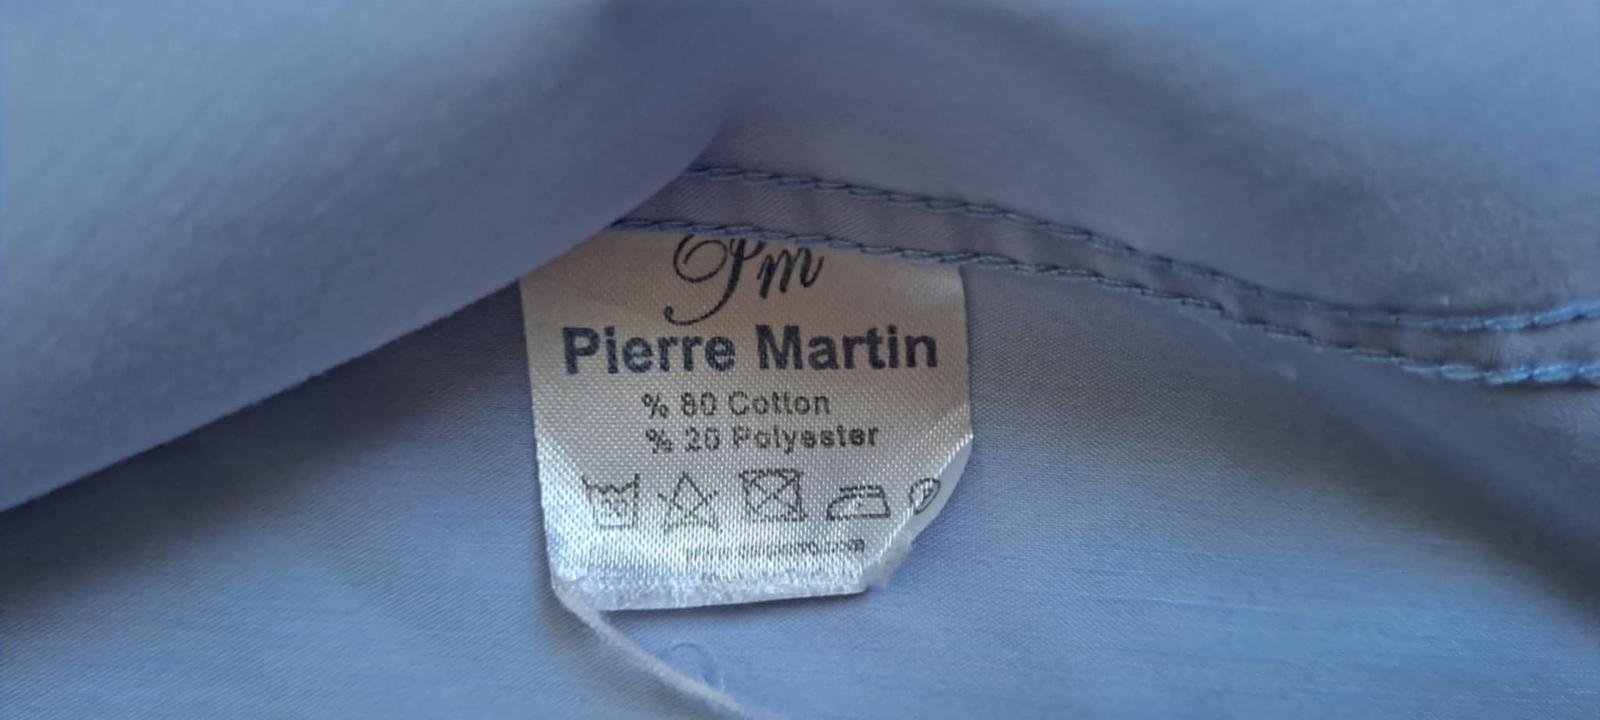 Pm
Pierre Martin
% 80 Cotton
% 20 Polyester